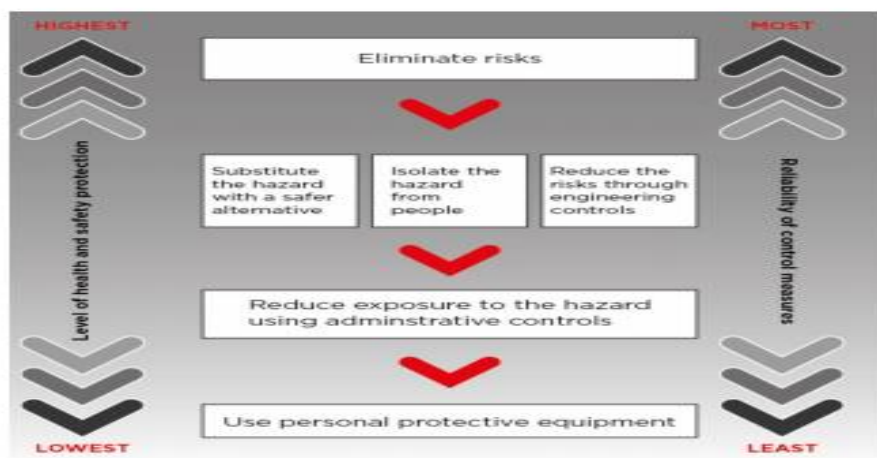 HIGHEST
MOST
Eliminate risks
Substitute
the hazard
with a safer
alternative
Isolate the
hazard
from
people
Reduce the
risks through
engineering
controls
Level of health and safety protection
Reliability of control measures
Reduce exposure to the hazard
using adminstrative controls
Use personal protective equipment
LOWEST
LEAST